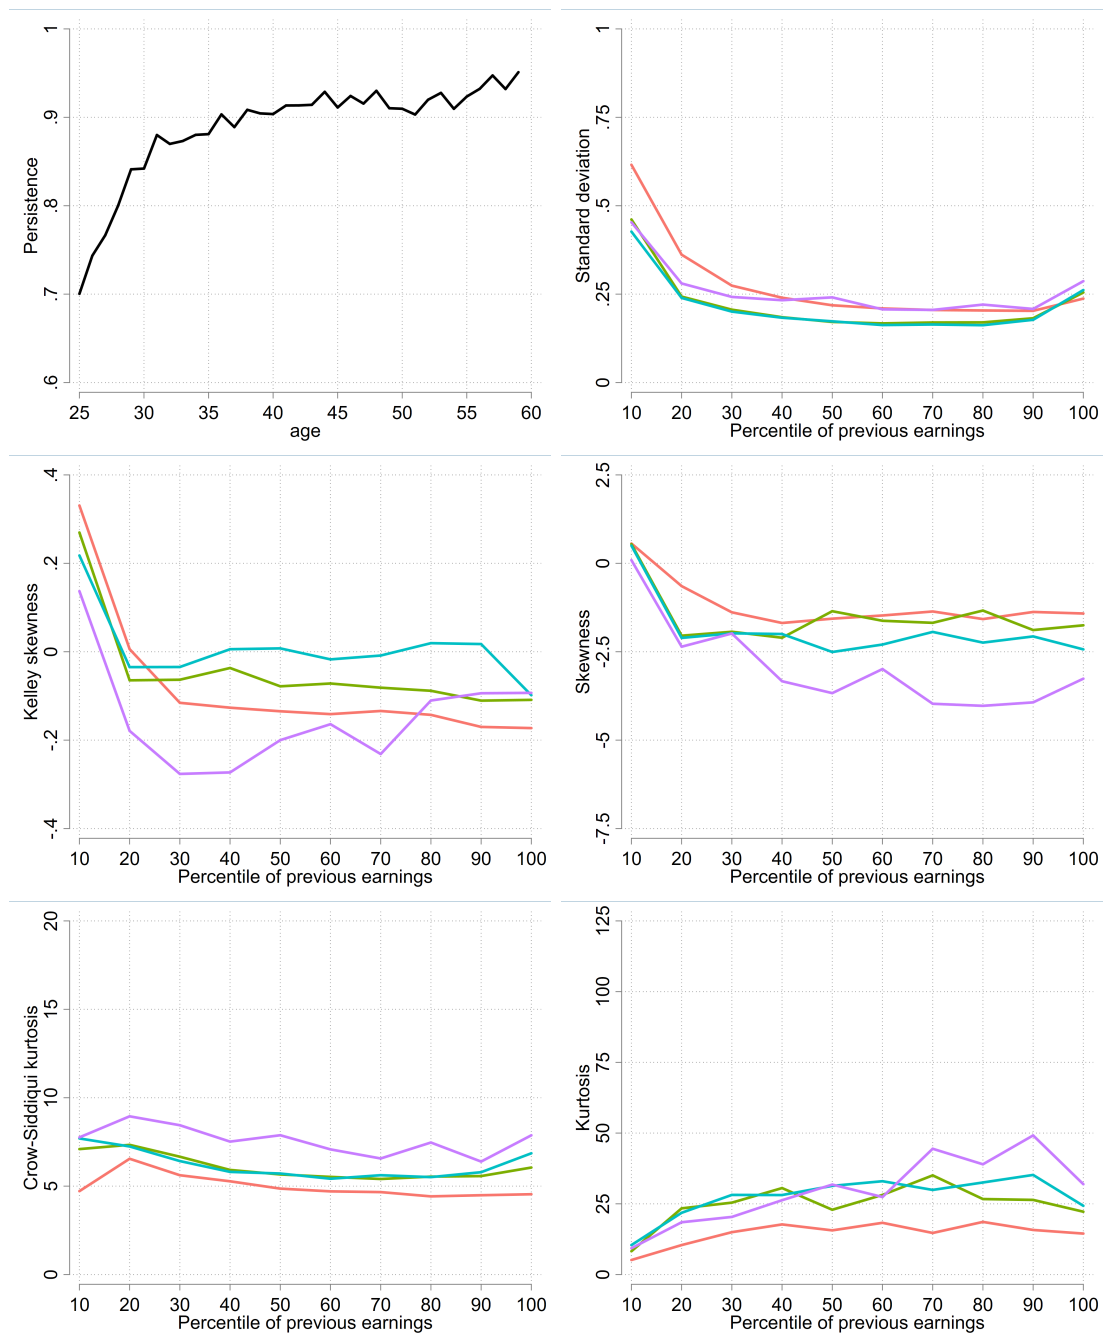 1
.9
.8
.7
.6
Persistence
25 30 35 40 45 50 55 60
age
1
.75
.5
.25
0
Standard deviation
10 20 30 40 50 60 70 80 90 100
Percentile of previous earnings
.4
.2
0
-.2
-.4
Kelley skewness
10 20 30 40 50 60 70 80 90 100
Percentile of previous earnings
2.5
0
-2.5
-5
-7.5
Skewness
10 20 30 40 50 60 70 80 90 100
Percentile of previous earnings
20
15
10
5
0
Crow-Siddiqui kurtosis
10 20 30 40 50 60 70 80 90 100
Percentile of previous earnings
125
100
75
50
25
0
Kurtosis
10 20 30 40 50 60 70 80 90 100
Percentile of previous earnings